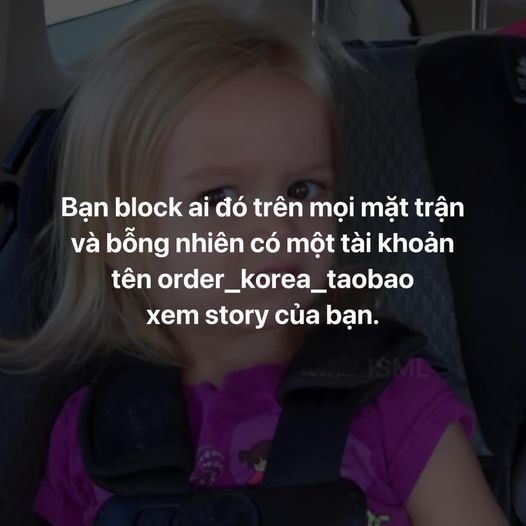 Bạn block ai đó trên mọi mặt trận
và bỗng nhiên có một tài khoản
tên order_korea_taobao
xem story của bạn.
iSML